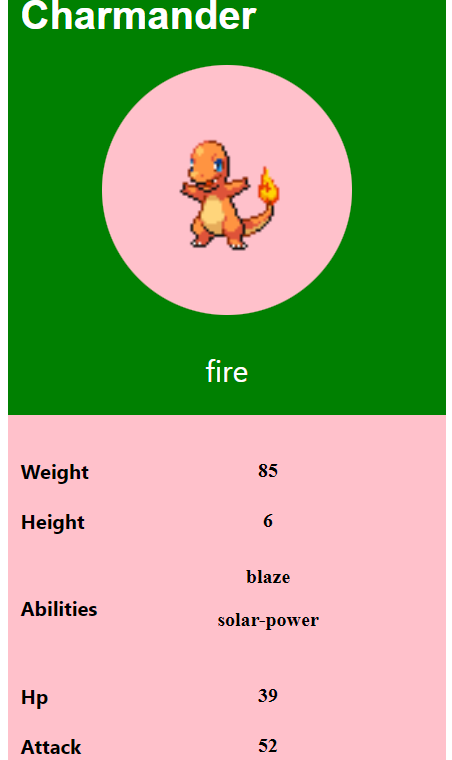 Charmander
fire
Weight 85
Height 6
blaze
Abilities
solar-power
Hp 39
Attack 52